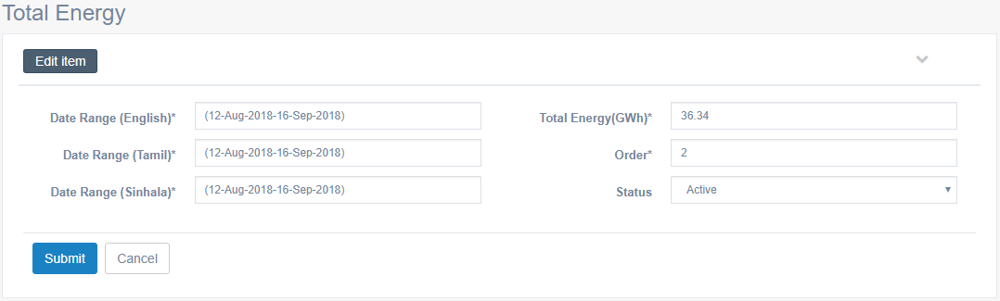 Total Energy
Edit item
Date Range (English)* (12-Aug-2018-16-Sep-2018) Total Energy(GWh)* 36.34
Date Range (Tamil)* (12-Aug-2018-16-Sep-2018) Order* 2
Date Range (Sinhala)* (12-Aug-2018-16-Sep-2018) Status Active
Submit Cancel